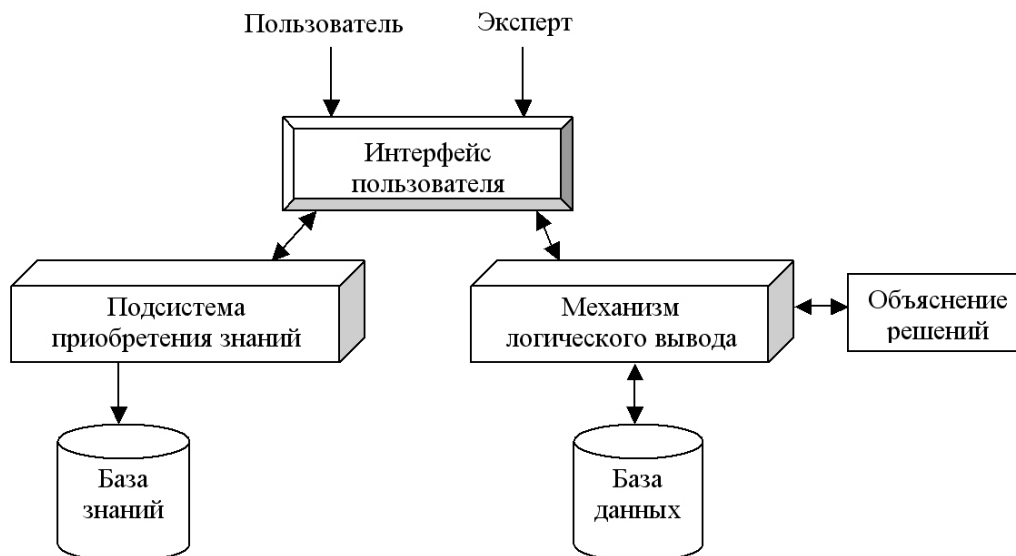 Пользователь
Эксперт
Интерфейс
пользователя
Подсистема
приобретения знаний
Механизм
логического вывода
Объяснение
решений
База
знаний
База
данных